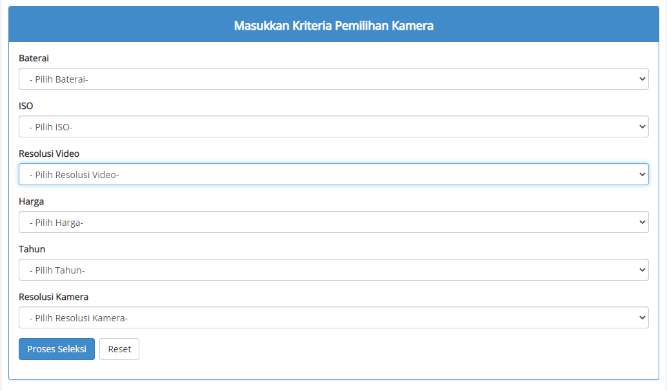 Masukkan Kriteria Pemilihan Kamera
Baterai
- Pilih Baterai-
ISO
- Pilih ISO-
Resolusi Video
- Pilih Resolusi Video-
Harga
- Pilih Harga-
Tahun
- Pilih Tahun-
Resolusi Kamera
- Pilih Resolusi Kamera-
Proses Seleksi Reset